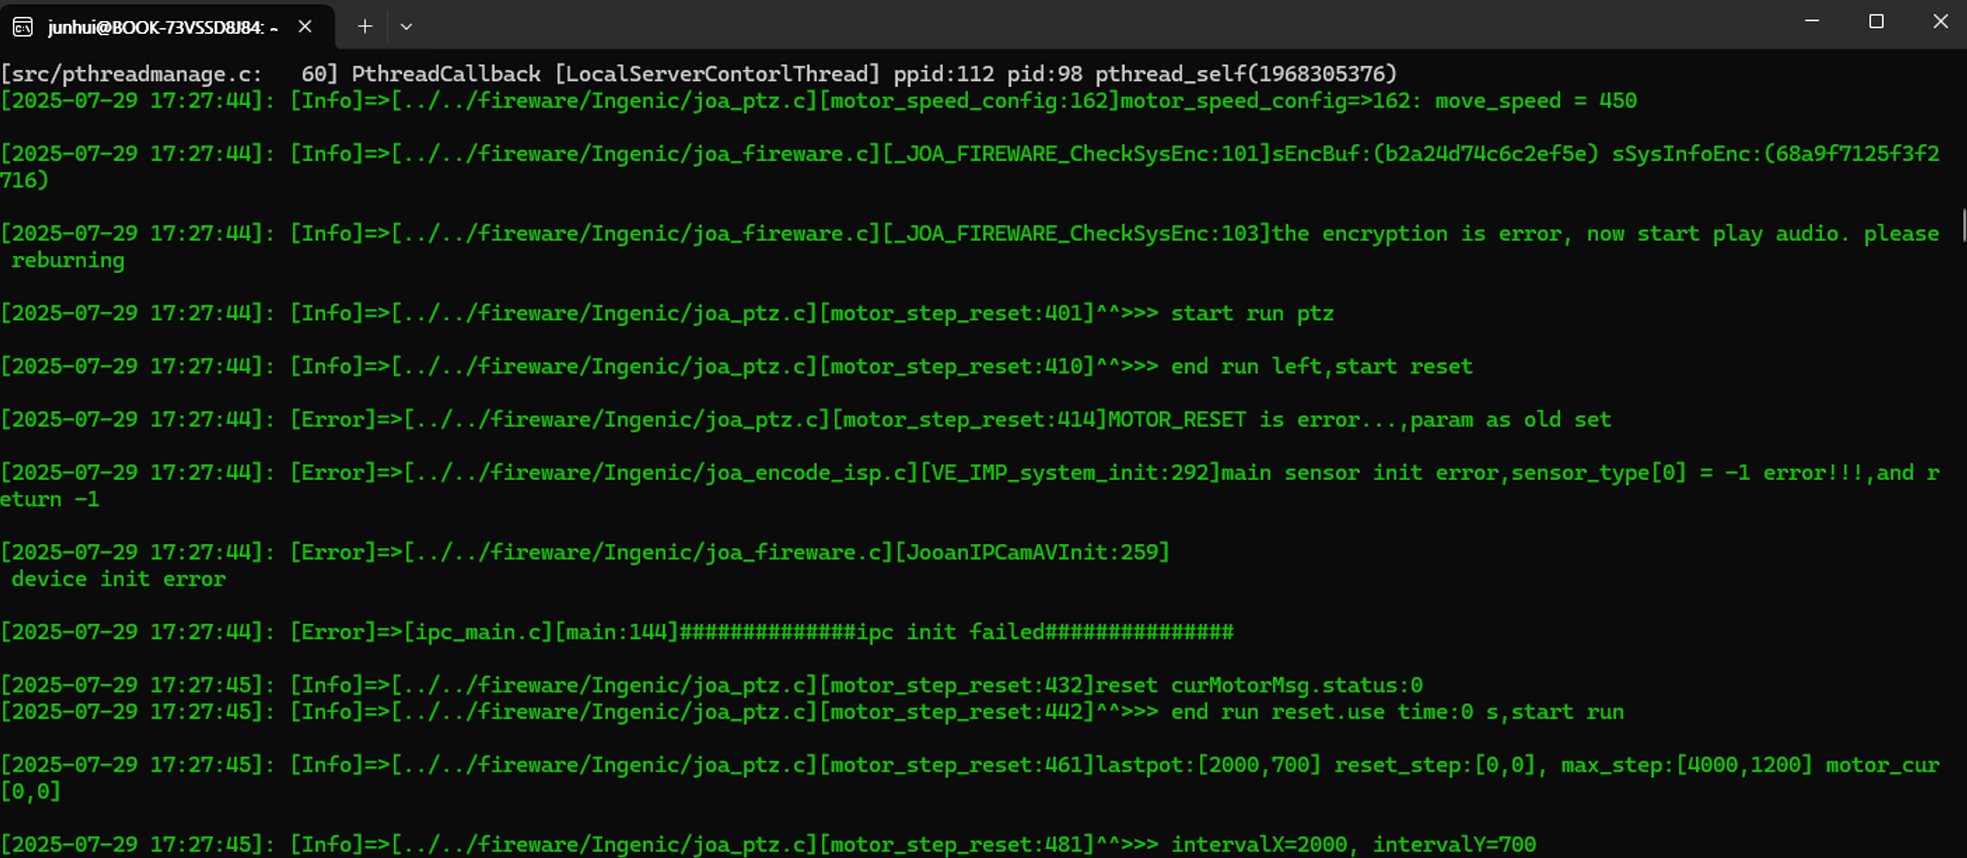 junhui@BOOK-73VSSD8J84: ~
[src/pthreadmanage.c:   60] PthreadCallback [LocalServerContorlThread] ppid:112 pid:98 pthread_self(1968305376)
[2025-07-29 17:27:44]: [Info]=>[../../fireware/Ingenic/joa_ptz.c][motor_speed_config:162]motor_speed_config=>162: move_speed = 450
[2025-07-29 17:27:44]: [Info]=>[../../fireware/Ingenic/joa_fireware.c][_JOA_FIREWARE_CheckSysEnc:101]sEncBuf:(b2a24d74c6c2ef5e) sSysInfoEnc:(68a9f7125f3f2
716)
[2025-07-29 17:27:44]: [Info]=>[../../fireware/Ingenic/joa_fireware.c][_JOA_FIREWARE_CheckSysEnc:103]the encryption is error, now start play audio. please
 reburning
[2025-07-29 17:27:44]: [Info]=>[../../fireware/Ingenic/joa_ptz.c][motor_step_reset:401]^^>>> start run ptz
[2025-07-29 17:27:44]: [Info]=>[../../fireware/Ingenic/joa_ptz.c][motor_step_reset:410]^^>>> end run left,start reset
[2025-07-29 17:27:44]: [Error]=>[../../fireware/Ingenic/joa_ptz.c][motor_step_reset:414]MOTOR_RESET is error...,param as old set
[2025-07-29 17:27:44]: [Error]=>[../../fireware/Ingenic/joa_encode_isp.c][VE_IMP_system_init:292]main sensor init error,sensor_type[0] = -1 error!!!,and r
eturn -1
[2025-07-29 17:27:44]: [Error]=>[../../fireware/Ingenic/joa_fireware.c][JooanIPCamAVInit:259]
 device init error
[2025-07-29 17:27:44]: [Error]=>[ipc_main.c][main:144]##############ipc init failed###############
[2025-07-29 17:27:45]: [Info]=>[../../fireware/Ingenic/joa_ptz.c][motor_step_reset:432]reset curMotorMsg.status:0
[2025-07-29 17:27:45]: [Info]=>[../../fireware/Ingenic/joa_ptz.c][motor_step_reset:442]^^>>> end run reset.use time:0 s,start run
[2025-07-29 17:27:45]: [Info]=>[../../fireware/Ingenic/joa_ptz.c][motor_step_reset:461]lastpot:[2000,700] reset_step:[0,0], max_step:[4000,1200] motor_cur
[0,0]
[2025-07-29 17:27:45]: [Info]=>[../../fireware/Ingenic/joa_ptz.c][motor_step_reset:481]^^>>> intervalX=2000, intervalY=700